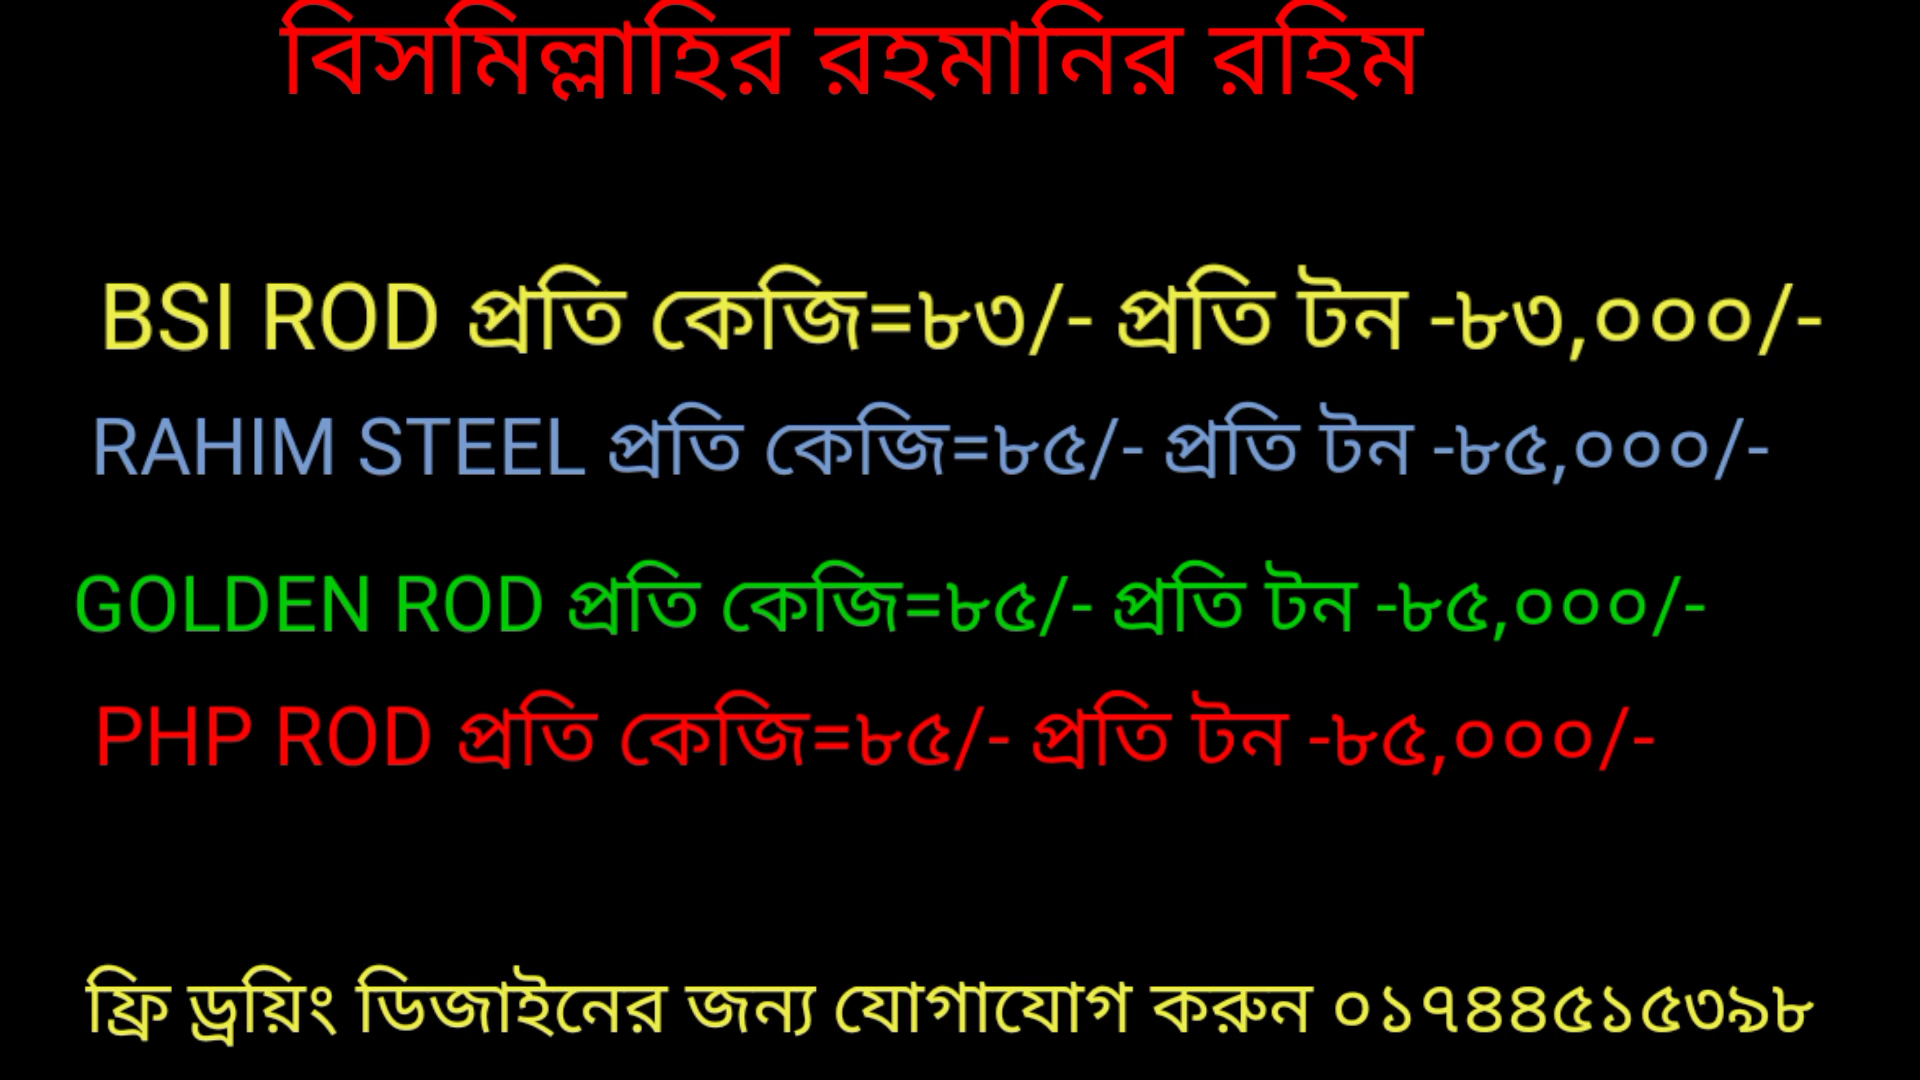 বিসমিল্লাহির রহমানির রহিম
BSI ROD প্রতি কেজি=৮৩/- প্রতি টন -৮৩,০০০/-
RAHIM STEEL প্রতি কেজি=৮৫/- প্রতি টন -৮৫,০০০/-
GOLDEN ROD প্রতি কেজি=৮৫/- প্রতি টন -৮৫,০০০/-
PHP ROD প্রতি কেজি=৮৫/- প্রতি টন -৮৫,০০০/-
ফ্রি ড্রয়িং ডিজাইনের জন্য যোগাযোগ করুন ০১৭৪৪৫১৫৩৯৮